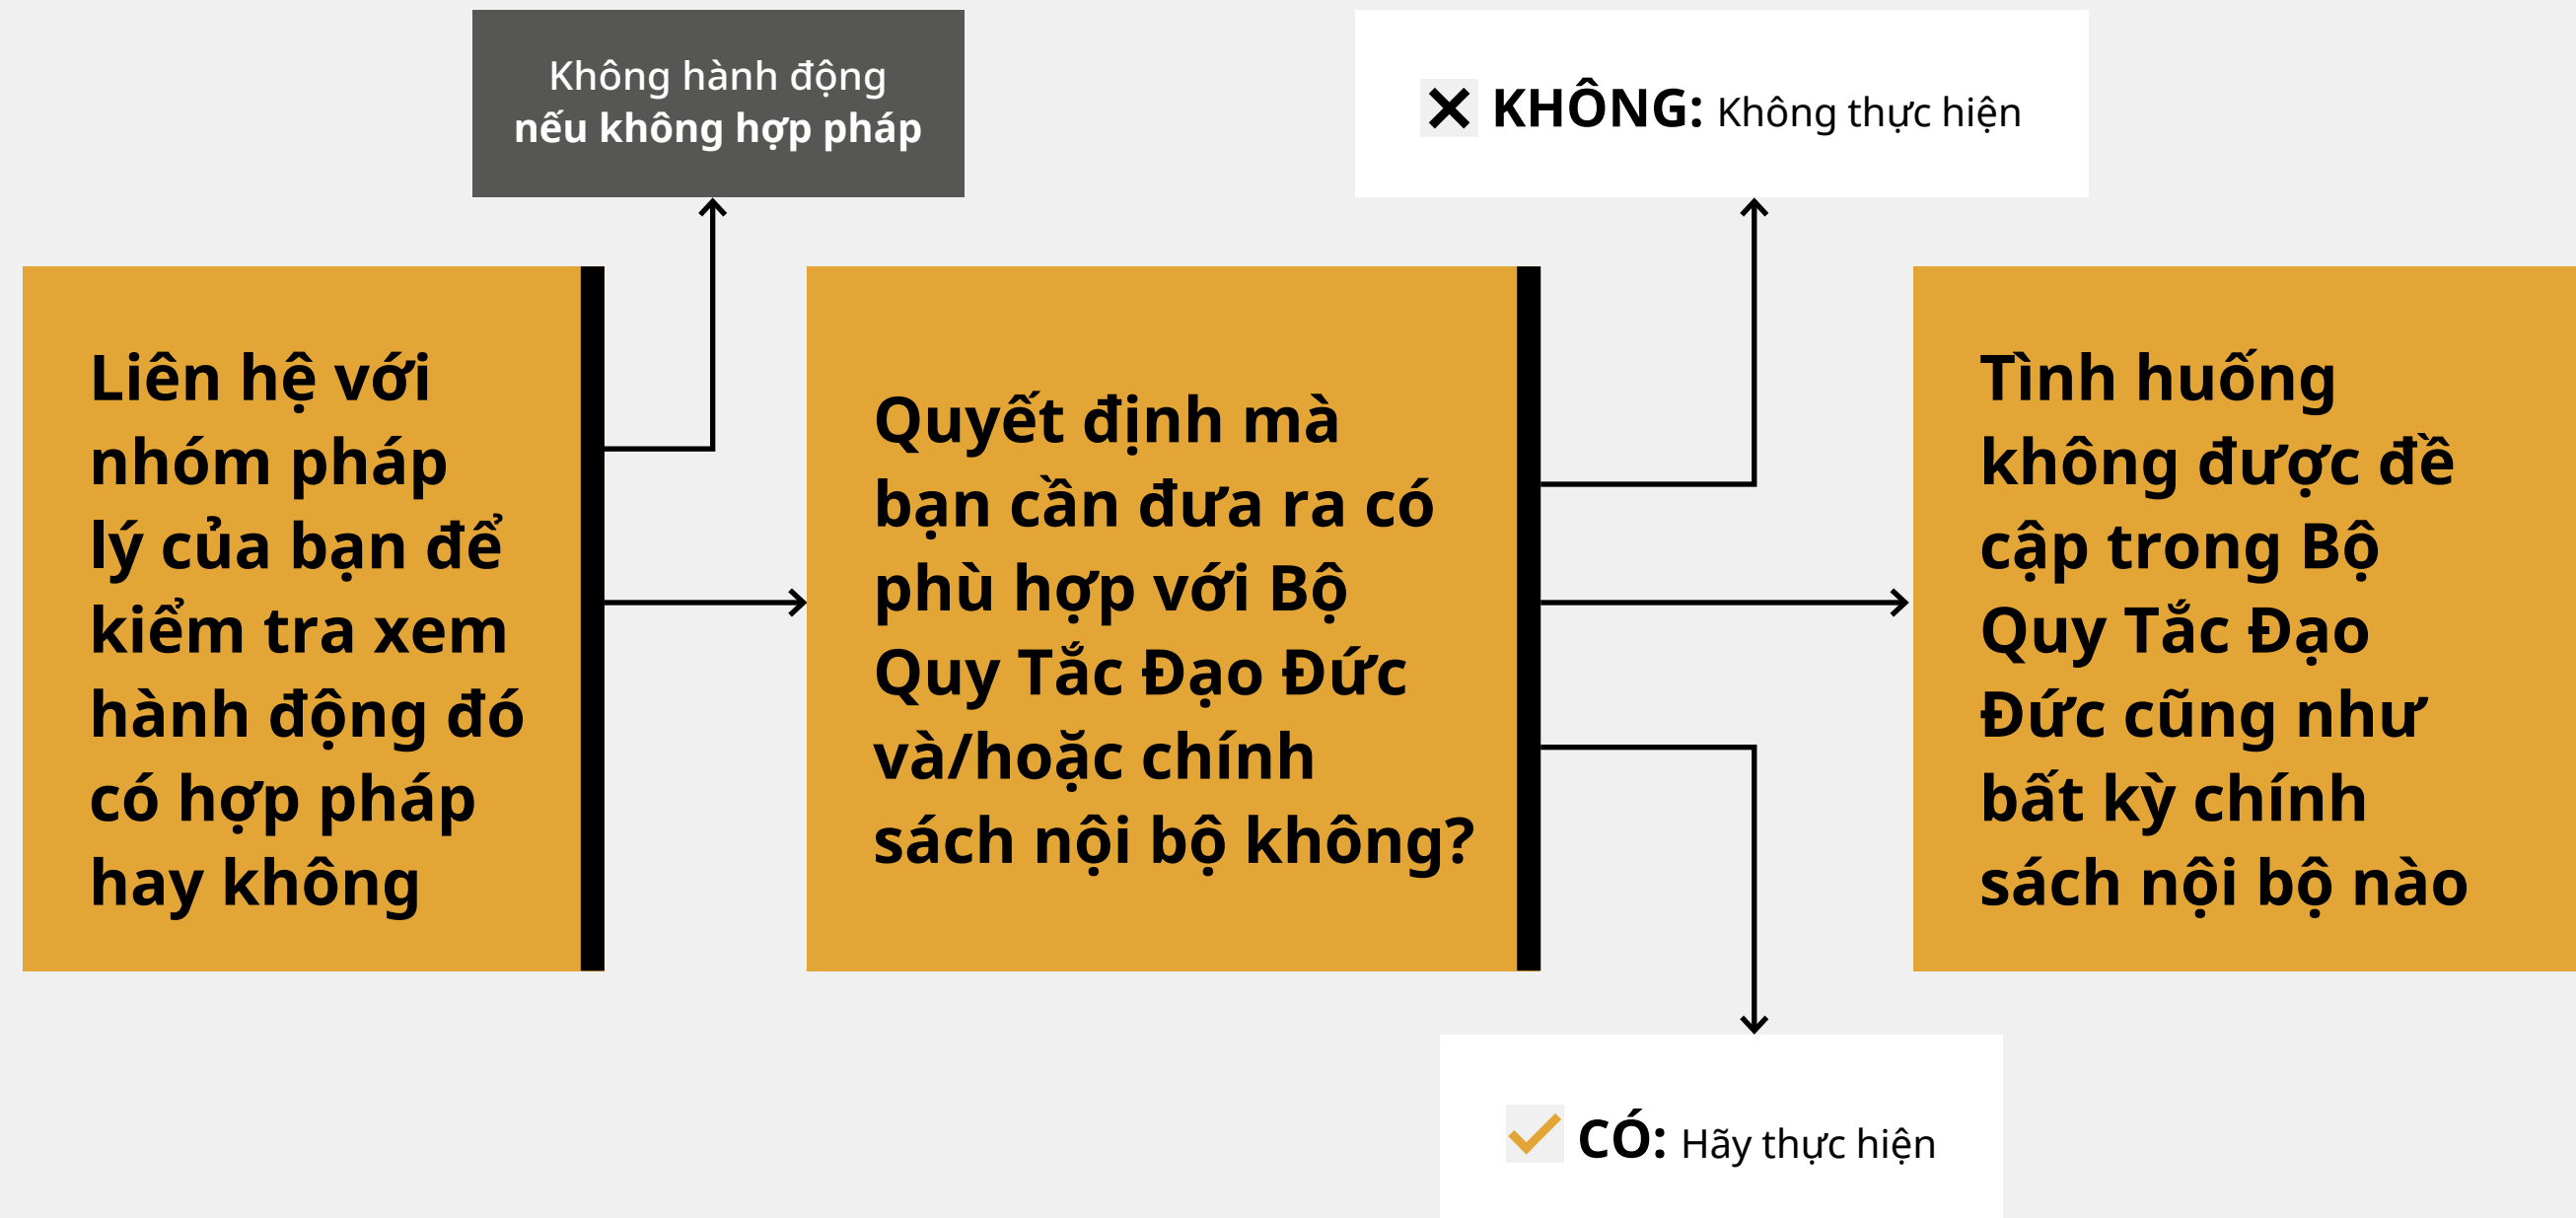 Không hành động
nếu không hợp pháp
KHÔNG: Không thực hiện
Liên hệ với
nhóm pháp
lý của bạn để
kiểm tra xem
hành động đó
có hợp pháp
hay không
Quyết định mà
bạn cần đưa ra có
phù hợp với Bộ
Quy Tắc Đạo Đức
và/hoặc chính
sách nội bộ không?
Tình huống
không được đề
cập trong Bộ
Quy Tắc Đạo
Đức cũng như
bất kỳ chính
sách nội bộ nào
CÓ: Hãy thực hiện